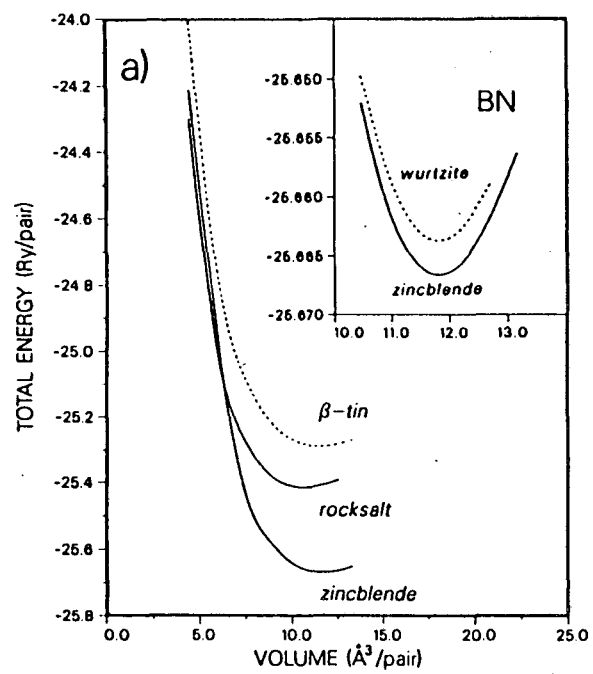 a)
BN
TOTAL ENERGY (Ry/pair)
-24.0
-24.2
-24.4
-24.6
-24.8
-25.0
-25.2
-25.4
-25.6
-25.8
0.0
5.0
10.0
15.0
20.0
25.0
VOLUME (Å³/pair)
β-tin
rocksalt
zincblende
-25.650
-25.655
-25.660
-25.665
-25.670
10.0
11.0
12.0
13.0
wurtzite
zincblende